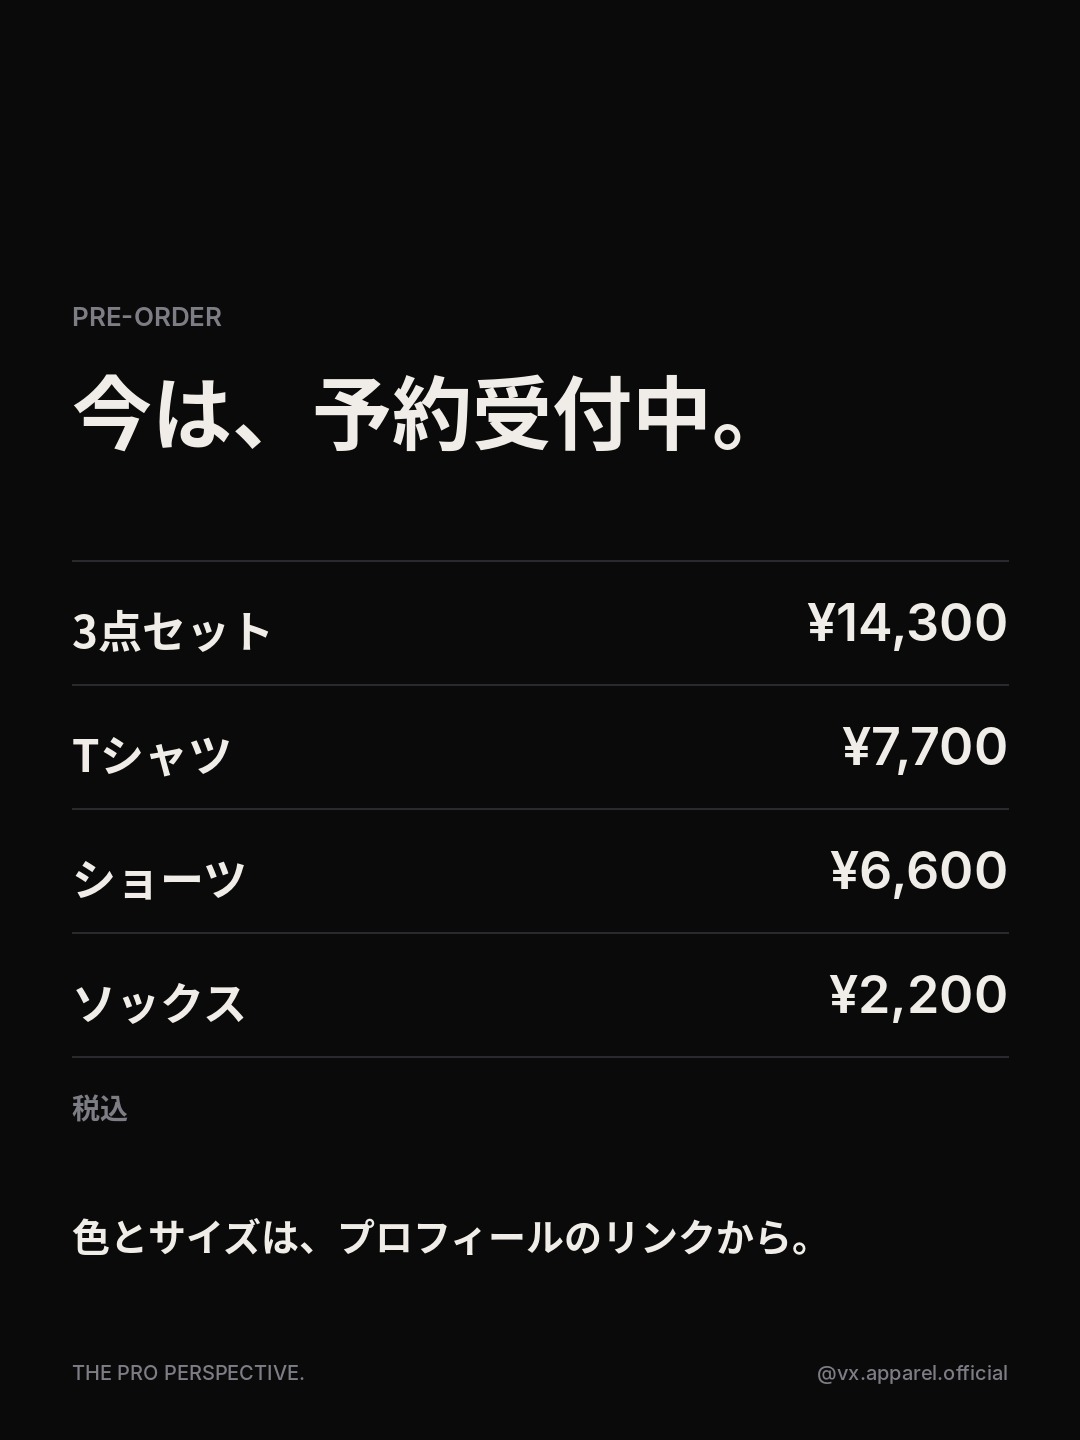 PRE-ORDER
今は、予約受付中。
3点セット ¥14,300
Tシャツ ¥7,700
ショーツ ¥6,600
ソックス ¥2,200
税込
色とサイズは、プロフィールのリンクから。
THE PRO PERSPECTIVE. @vx.apparel.official